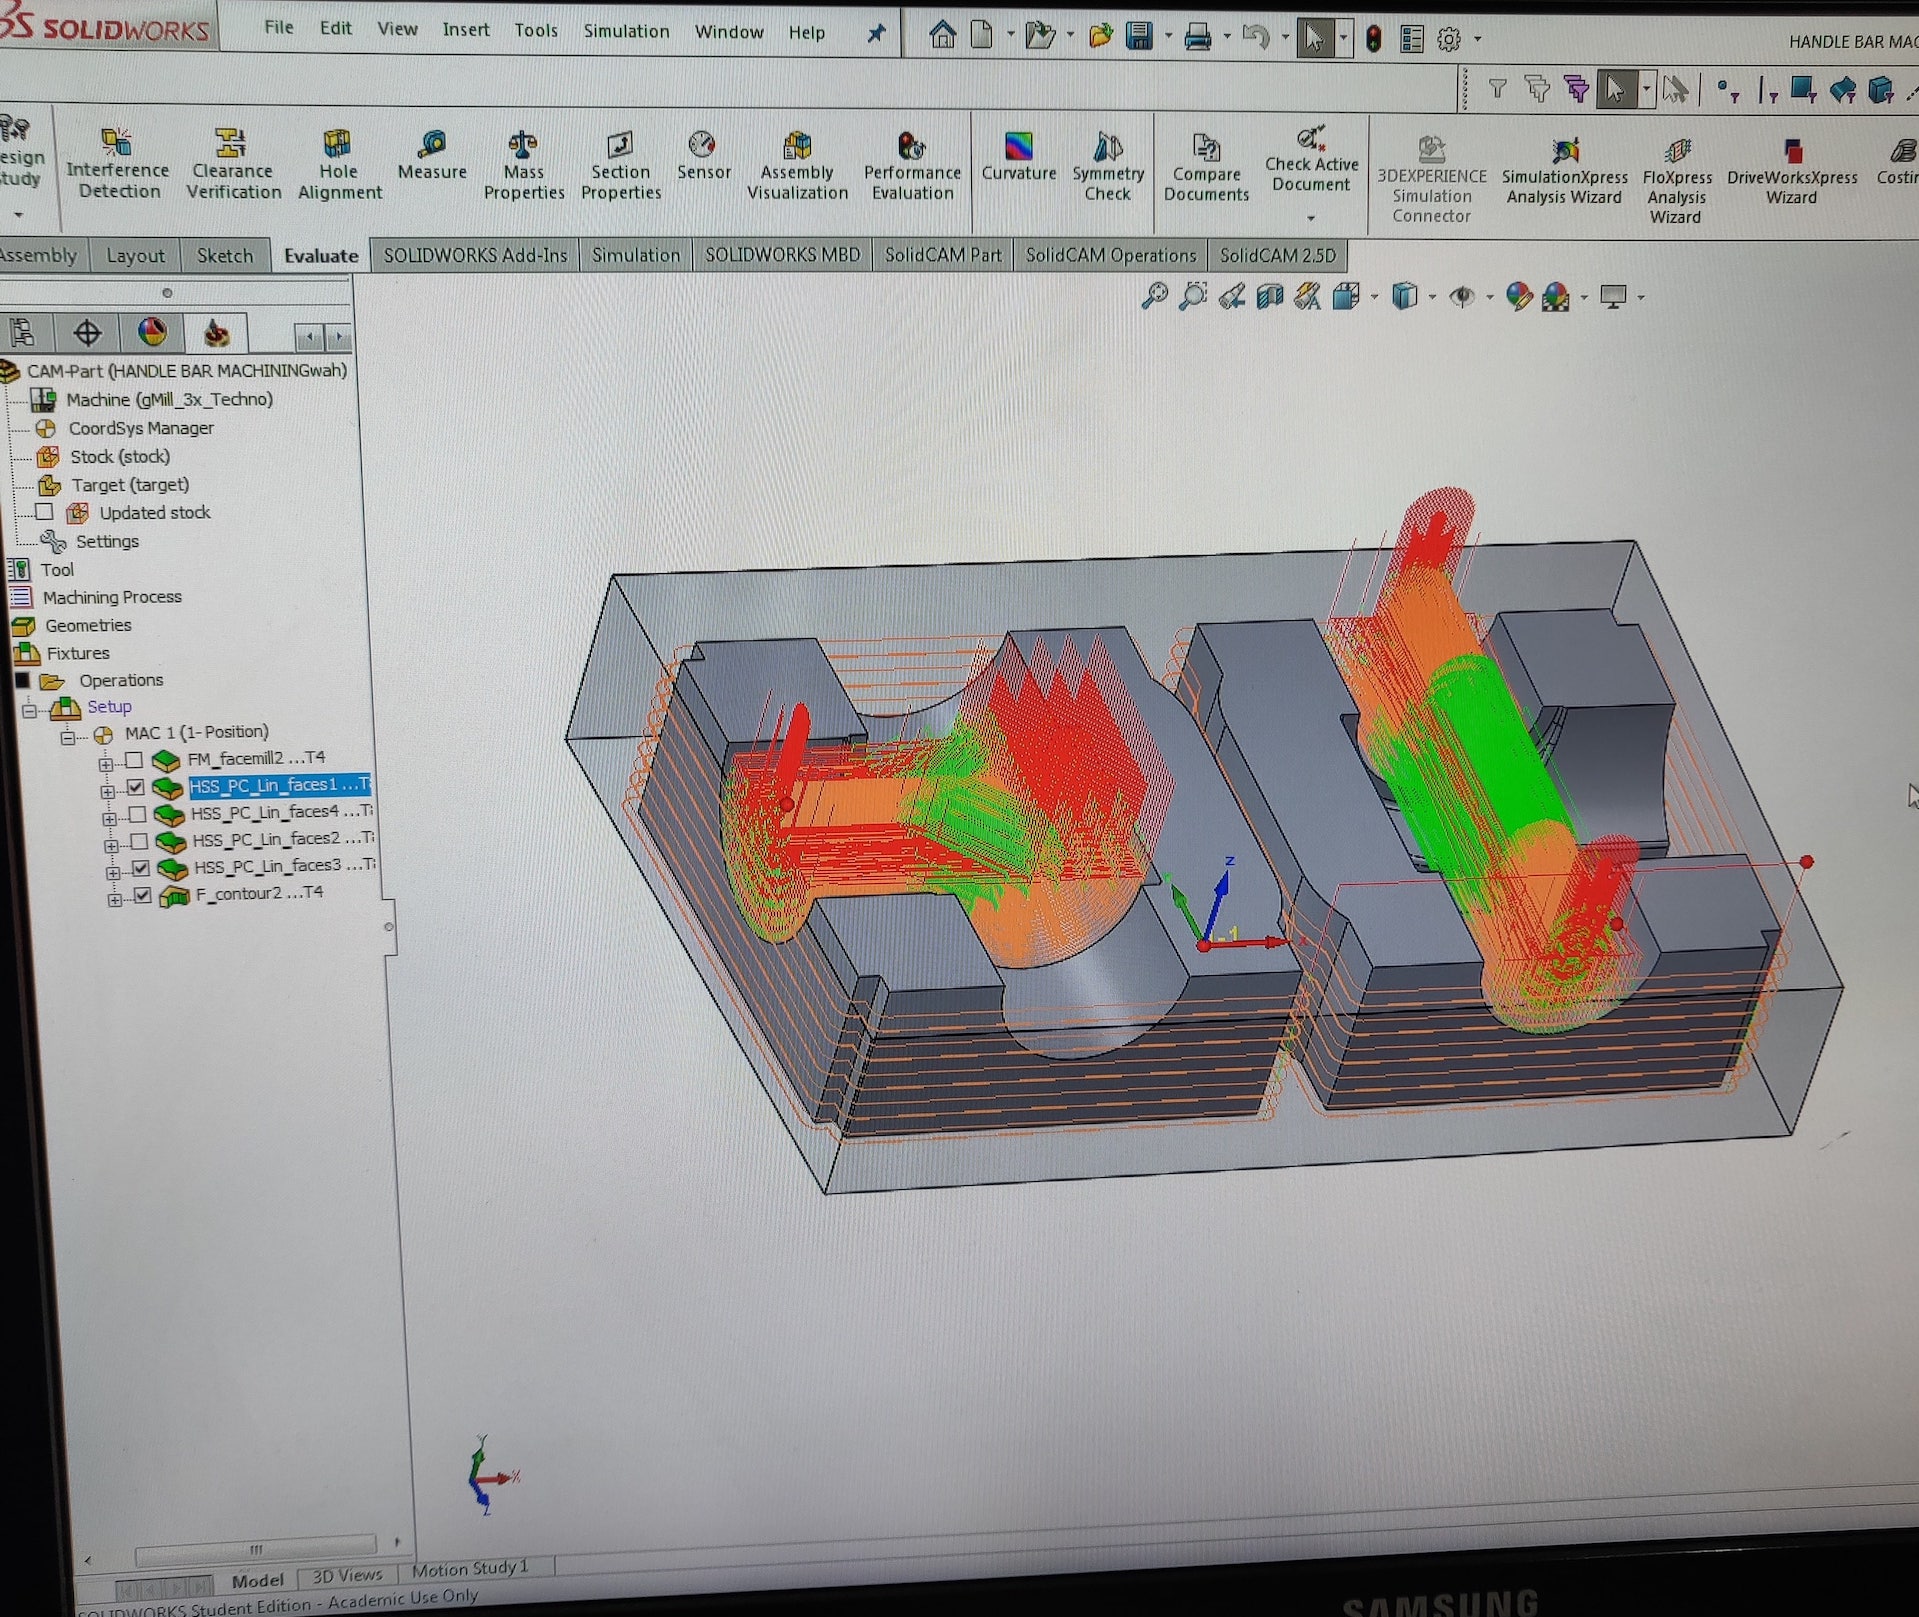 SOLIDWORKS
File Edit View Insert Tools Simulation Window Help
HANDLE BAR MAC
esign
tudy
Interference
Detection
Clearance
Verification
Hole
Alignment
Measure
Mass
Properties
Section
Properties
Sensor
Assembly
Visualization
Performance
Evaluation
Curvature
Symmetry
Check
Compare
Documents
Check Active
Document
3DEXPERIENCE
Simulation
Connector
SimulationXpress
Analysis Wizard
FloXpress
Analysis
Wizard
DriveWorksXpress
Wizard
Costin
Assembly Layout Sketch Evaluate SOLIDWORKS Add-Ins Simulation SOLIDWORKS MBD SolidCAM Part SolidCAM Operations SolidCAM 2.5D
CAM-Part (HANDLE BAR MACHININGwah)
Machine (gMill_3x_Techno)
CoordSys Manager
Stock (stock)
Target (target)
Updated stock
Settings
Tool
Machining Process
Geometries
Fixtures
Operations
Setup
MAC 1 (1- Position)
FM_facemill2 ...T4
HSS_PC_Lin_faces1 ...T
HSS_PC_Lin_faces4 ...T
HSS_PC_Lin_faces2 ...T
HSS_PC_Lin_faces3 ...T
F_contour2 ...T4
Z
X
Y
X
Z
Model 3D Views Motion Study 1
SOLIDWORKS Student Edition - Academic Use Only
SAMSUNG